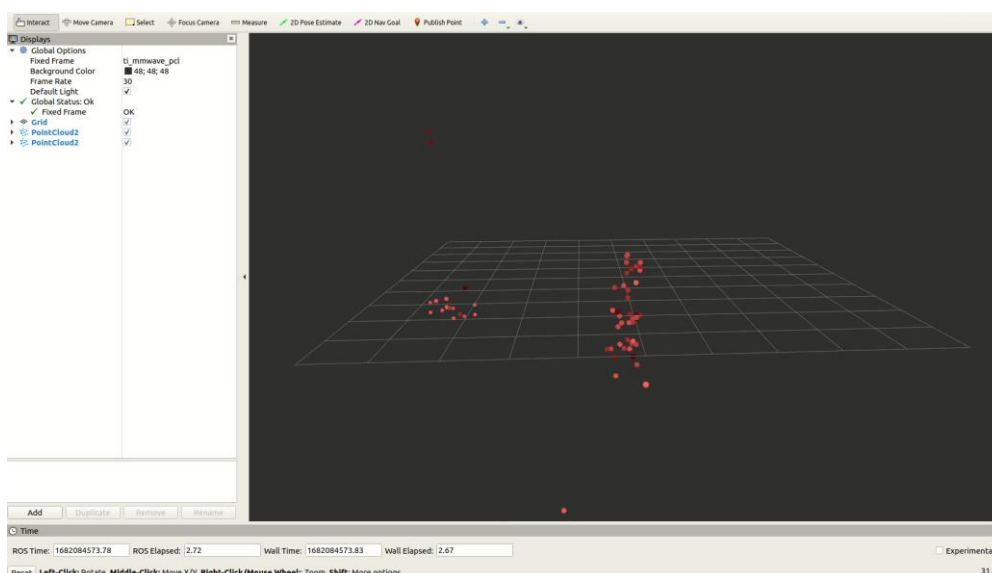 Interact Move Camera Select Focus Camera Measure 2D Pose Estimate 2D Nav Goal Publish Point
Displays
Global Options
Fixed Frame ti_mmwave_pcl
Background Color 48; 48; 48
Frame Rate 30
Default Light
Global Status: Ok
Fixed Frame OK
Grid
PointCloud2
PointCloud2
Add Duplicate Remove Rename
Time
ROS Time: 1682084573.78 ROS Elapsed: 2.72 Wall Time: 1682084573.83 Wall Elapsed: 2.67 Experimenta
Reset Left-Click: Rotate. Middle-Click: Move X/Y. Right-Click/Mouse Wheel: Zoom. Shift: More options. 31